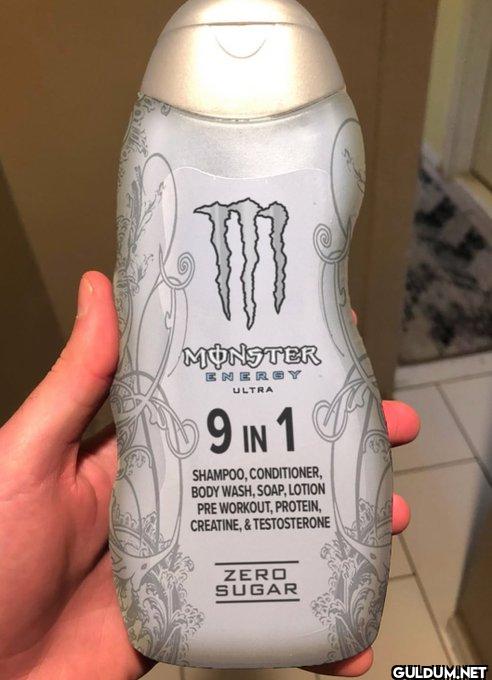 MONSTER
ENERGY
ULTRA
9 IN 1
SHAMPOO, CONDITIONER,
BODY WASH, SOAP, LOTION
PRE WORKOUT, PROTEIN,
CREATINE, & TESTOSTERONE
ZERO
SUGAR
GULDUM.NET